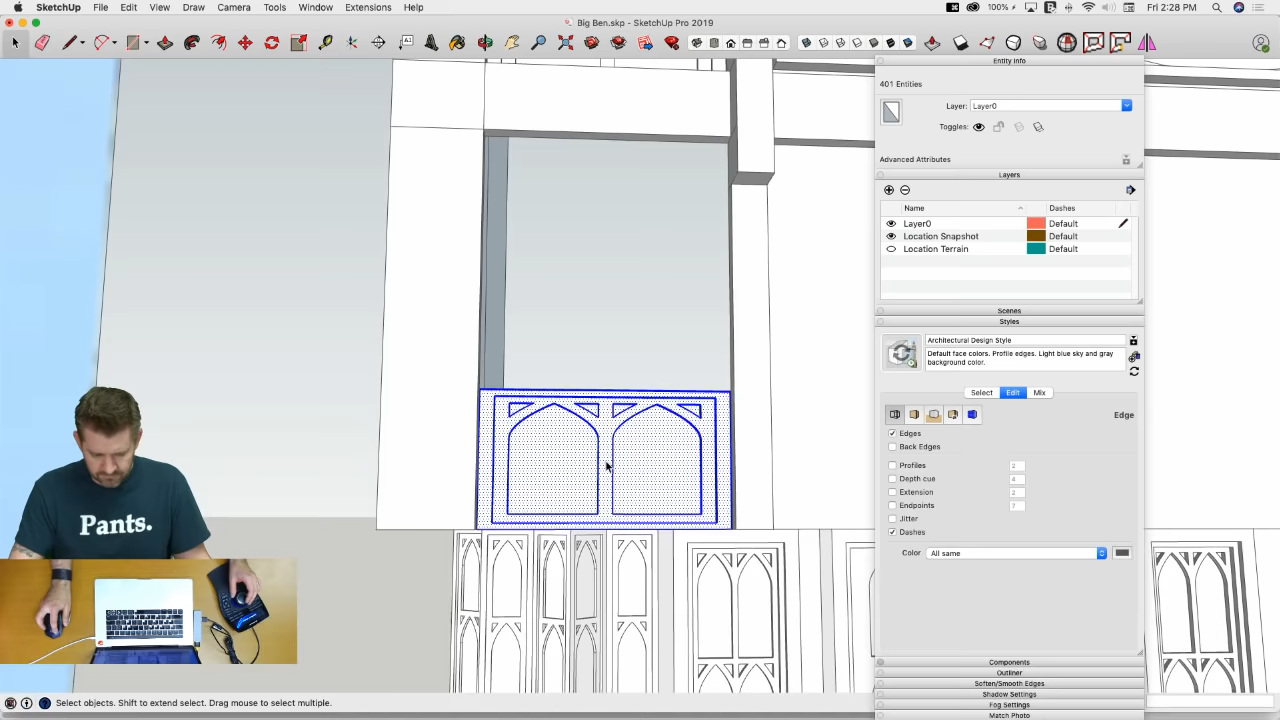 SketchUp File Edit View Draw Camera Tools Window Extensions Help
100% Fri 2:28 PM
Big Ben.skp - SketchUp Pro 2019
Entity Info
401 Entities
Layer: Layer0
Toggles:
Advanced Attributes
Layers
Name Dashes
Layer0 Default
Location Snapshot Default
Location Terrain Default
Scenes
Styles
Architectural Design Style
Default face colors. Profile edges. Light blue sky and gray
background color.
Select Edit Mix
Edge
Edges
Back Edges
Profiles 2
Depth cue 4
Extension 2
Endpoints 7
Jitter
Dashes
Color All same
Components
Outliner
Soften/Smooth Edges
Shadow Settings
Fog Settings
Match Photo
Pants.
Select objects. Shift to extend select. Drag mouse to select multiple.